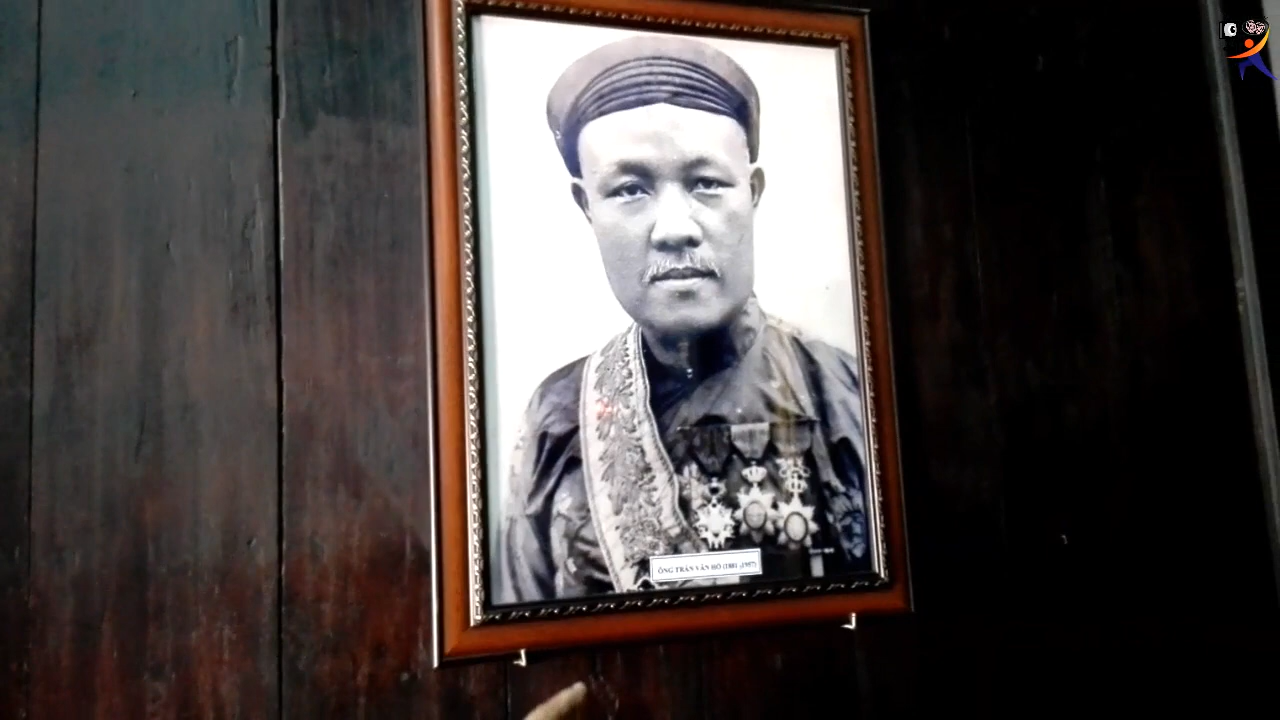 ÔNG TRẦN VĂN HỔ (1881 -1957)